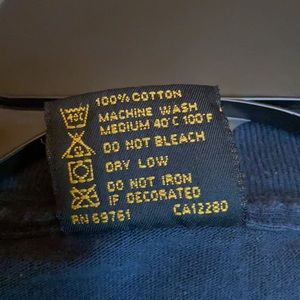 100% COTTON
MACHINE WASH
40°C MEDIUM 40°C 100°F
DO NOT BLEACH
DRY LOW
DO NOT IRON
IF DECORATED
RN 69761 CA12280